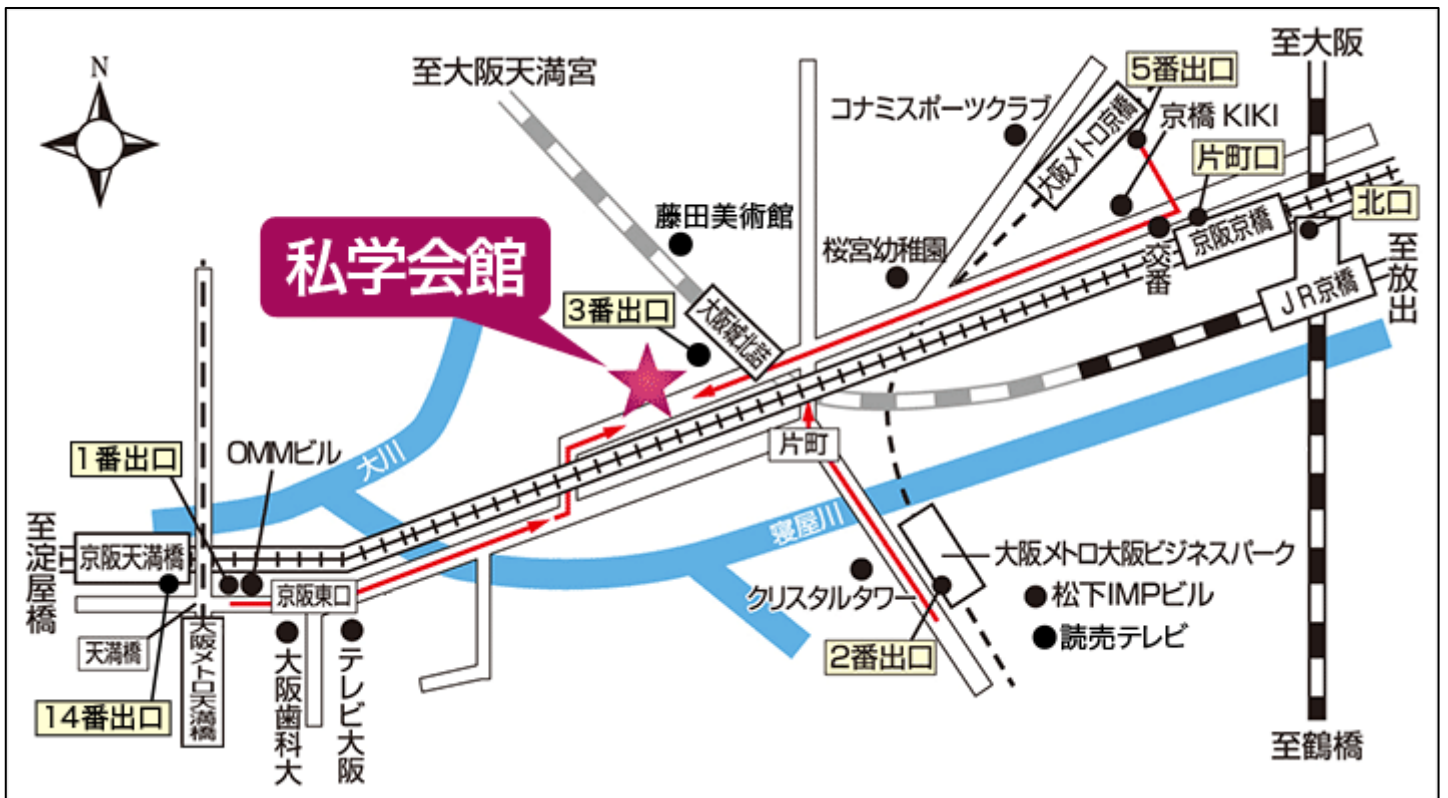 N
至大阪天満宮
至大阪
5番出口
コナミスポーツクラブ
京橋 KIKI
大阪メトロ京橋
片町口
北口
藤田美術館
京阪京橋
交番
至放出
桜宮幼稚園
私学会館
JR京橋
3番出口
大阪城北詰
片町
1番出口
OMMビル
大川
寝屋川
至淀屋橋
京阪天満橋
大阪メトロ大阪ビジネスパーク
京阪東口
クリスタルタワー
松下IMPビル
読売テレビ
天満橋
大阪メトロ天満橋
2番出口
14番出口
大阪歯科大
テレビ大阪
至鶴橋